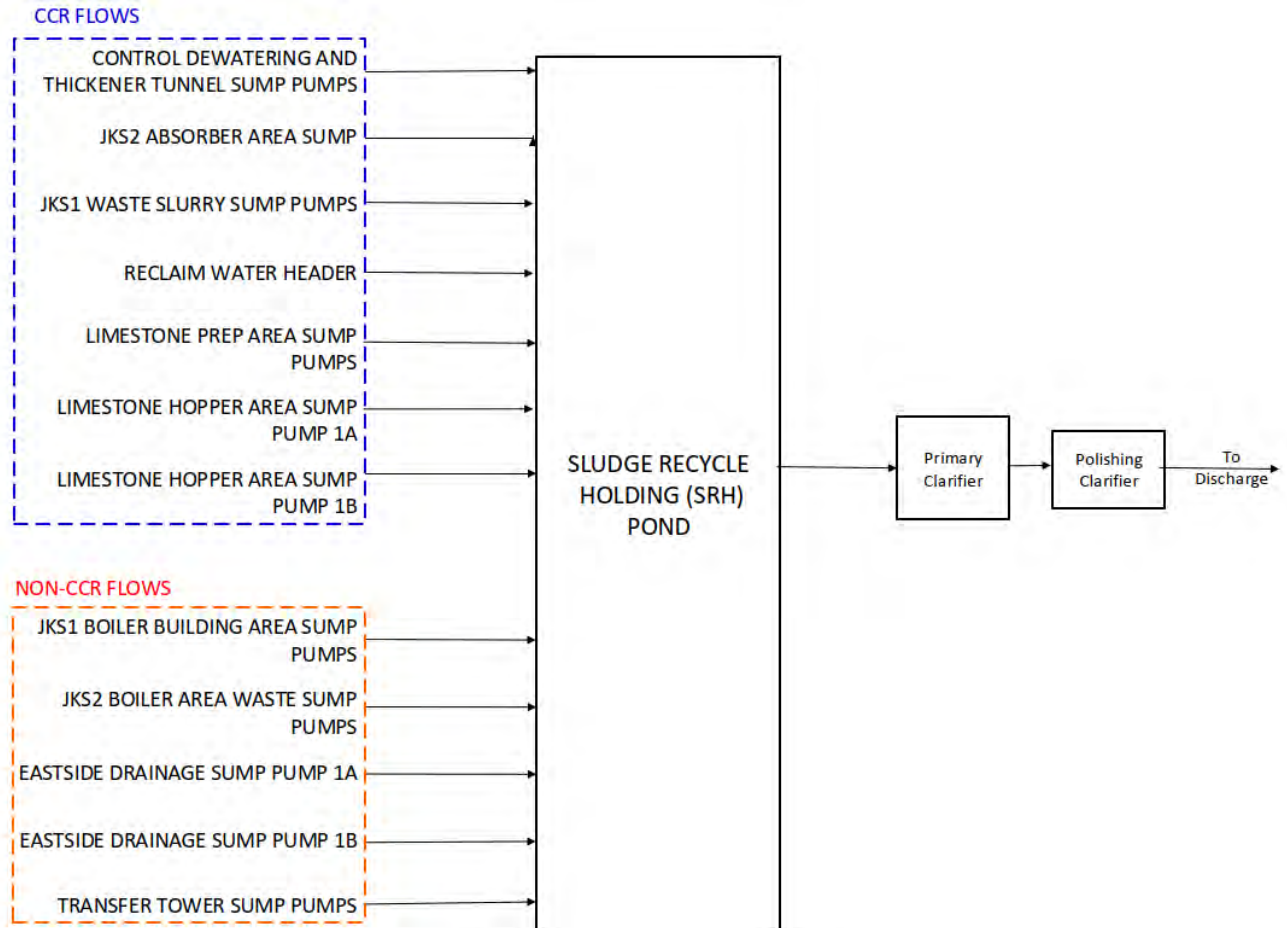 CCR FLOWS
CONTROL DEWATERING AND
THICKENER TUNNEL SUMP PUMPS
JKS2 ABSORBER AREA SUMP
JKS1 WASTE SLURRY SUMP PUMPS
RECLAIM WATER HEADER
LIMESTONE PREP AREA SUMP
PUMPS
LIMESTONE HOPPER AREA SUMP
PUMP 1A
LIMESTONE HOPPER AREA SUMP
PUMP 1B
NON-CCR FLOWS
JKS1 BOILER BUILDING AREA SUMP
PUMPS
JKS2 BOILER AREA WASTE SUMP
PUMPS
EASTSIDE DRAINAGE SUMP PUMP 1A
EASTSIDE DRAINAGE SUMP PUMP 1B
TRANSFER TOWER SUMP PUMPS
SLUDGE RECYCLE
HOLDING (SRH)
POND
Primary
Clarifier
Polishing
Clarifier
To
Discharge